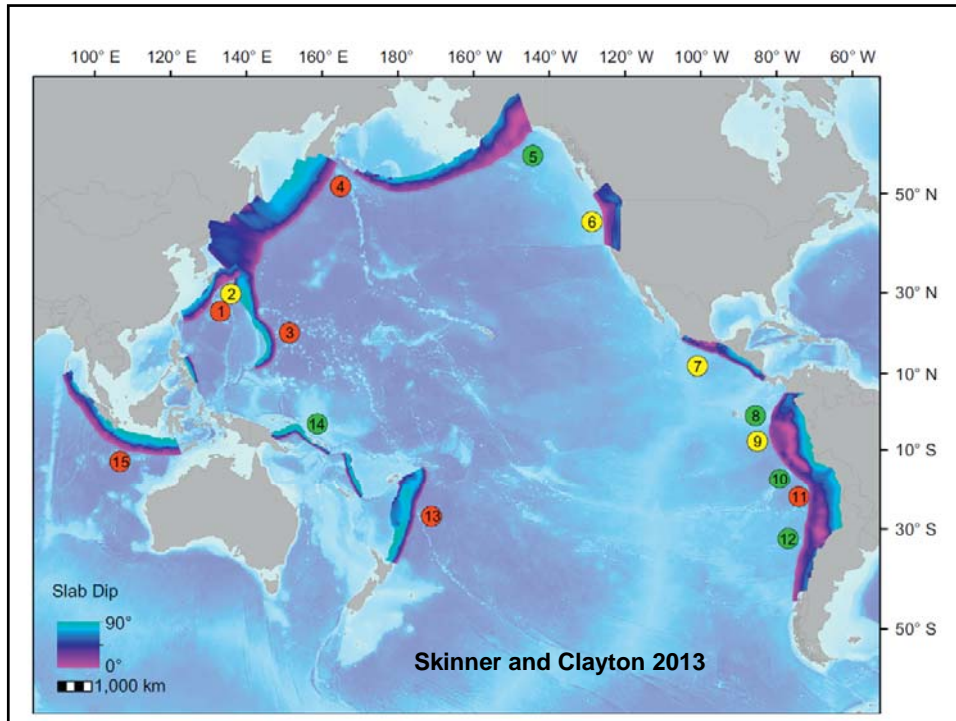 100° E 120° E 140° E 160° E 180° 160° W 140° W 120° W 100° W 80° W 60° W
5
4
50° N
6
2
30° N
1
3
7
10° N
8
14
9
15
10° S
10
11
13
12
30° S
Slab Dip
90°
0°
50° S
1,000 km
Skinner and Clayton 2013